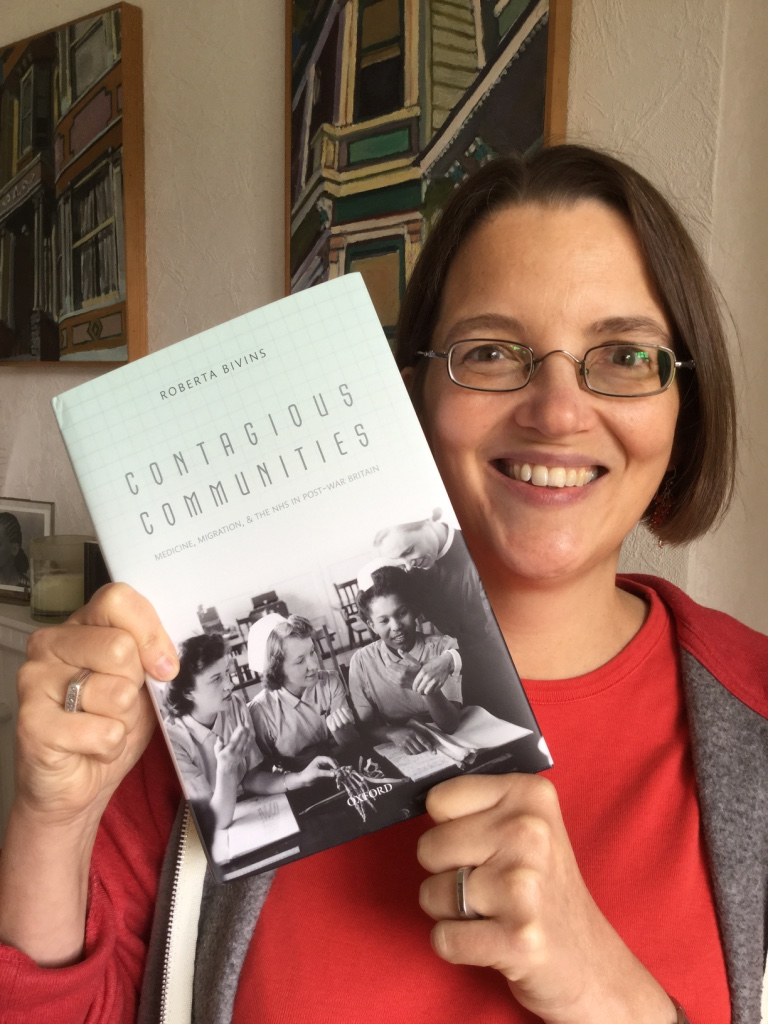 ROBERTA BIVINS
CONTAGIOUS
COMMUNITIES
MEDICINE, MIGRATION, & THE NHS IN POST-WAR BRITAIN
OXFORD